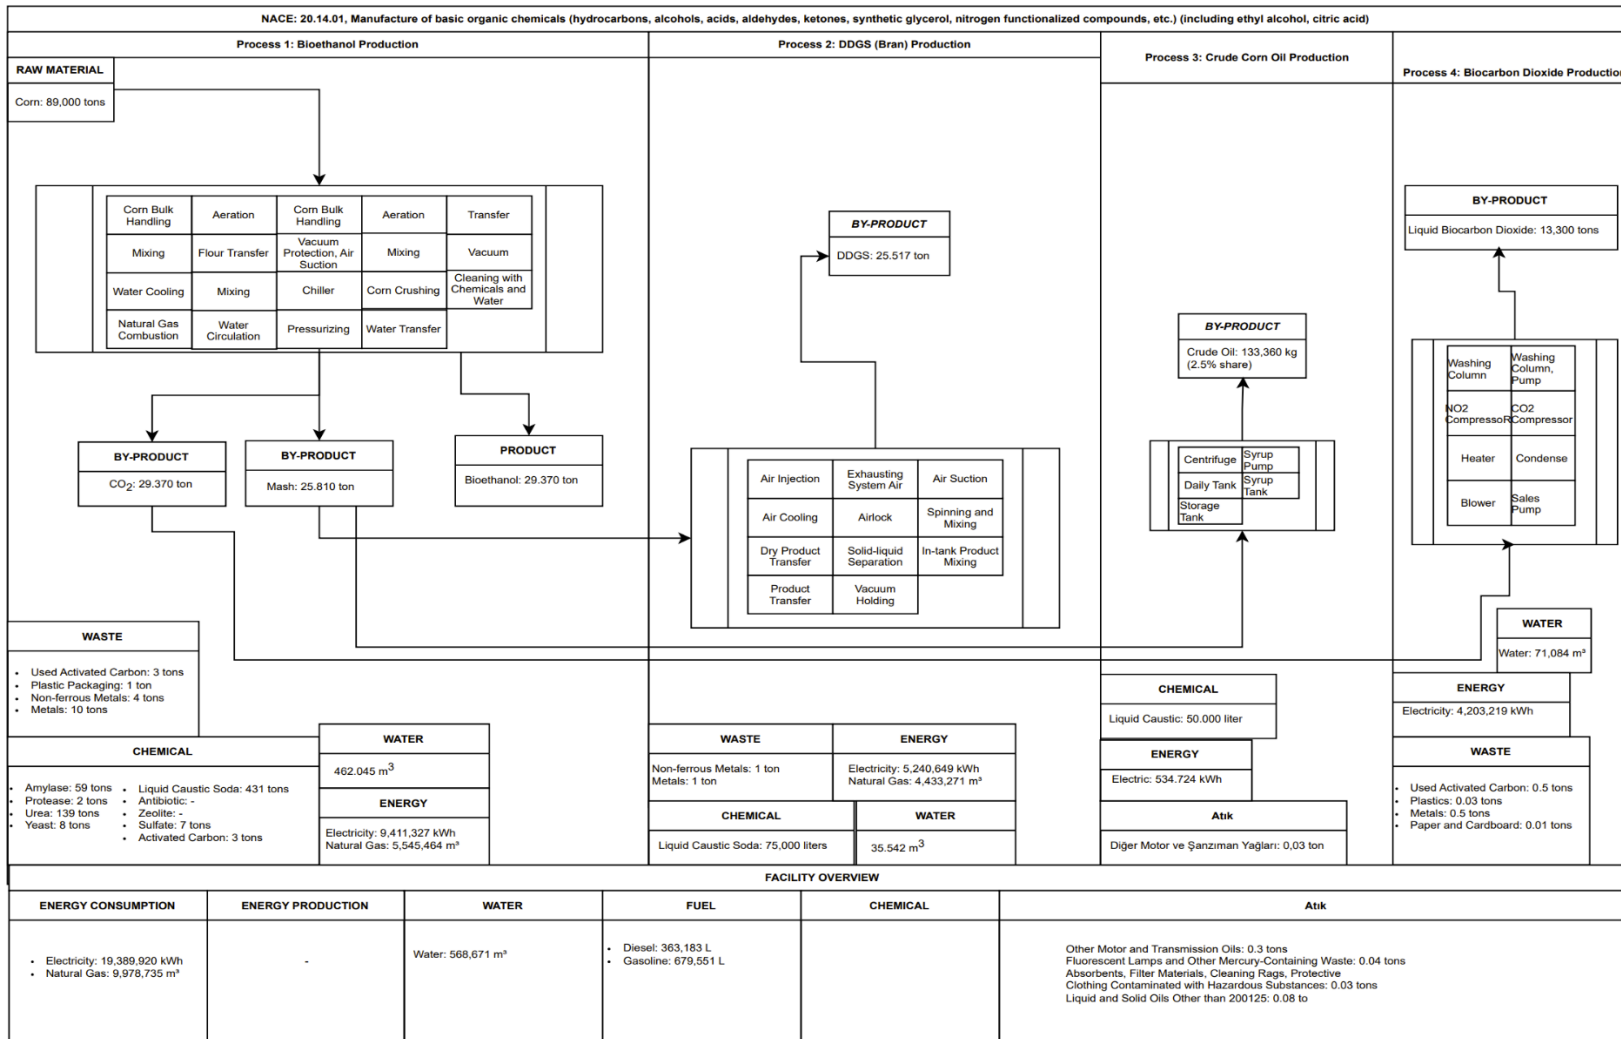 NACE: 20.14.01, Manufacture of basic organic chemicals (hydrocarbons, alcohols, acids, aldehydes, ketones, synthetic glycerol, nitrogen functionalized compounds, etc.) (including ethyl alcohol, citric acid)
Process 1: Bioethanol Production
RAW MATERIAL
Corn: 89,000 tons
Corn Bulk
Handling
Aeration
Corn Bulk
Handling
Aeration
Transfer
Mixing
Flour Transfer
Vacuum
Protection, Air
Suction
Mixing
Vacuum
Water Cooling
Mixing
Chiller
Corn Crushing
Cleaning with
Chemicals and
Water
Natural Gas
Combustion
Water
Circulation
Pressurizing
Water Transfer
BY-PRODUCT
CO2: 29.370 ton
BY-PRODUCT
Mash: 25.810 ton
PRODUCT
Bioethanol: 29.370 ton
WASTE
• Used Activated Carbon: 3 tons
• Plastic Packaging: 1 ton
• Non-ferrous Metals: 4 tons
• Metals: 10 tons
CHEMICAL
• Amylase: 59 tons
• Protease: 2 tons
• Urea: 139 tons
• Yeast: 8 tons
• Liquid Caustic Soda: 431 tons
• Antibiotic: -
• Zeolite: -
• Sulfate: 7 tons
• Activated Carbon: 3 tons
WATER
462.045 m3
ENERGY
Electricity: 9,411,327 kWh
Natural Gas: 5,545,464 m³
Process 2: DDGS (Bran) Production
BY-PRODUCT
DDGS: 25.517 ton
Air Injection
Exhausting
System Air
Air Suction
Air Cooling
Airlock
Spinning and
Mixing
Dry Product
Transfer
Solid-liquid
Separation
In-tank Product
Mixing
Product
Transfer
Vacuum
Holding
WASTE
Non-ferrous Metals: 1 ton
Metals: 1 ton
ENERGY
Electricity: 5,240,649 kWh
Natural Gas: 4,433,271 m³
CHEMICAL
Liquid Caustic Soda: 75,000 liters
WATER
35.542 m3
Process 3: Crude Corn Oil Production
BY-PRODUCT
Crude Oil: 133,360 kg
(2.5% share)
Centrifuge
Syrup
Pump
Daily Tank
Syrup
Tank
Storage
Tank
CHEMICAL
Liquid Caustic: 50.000 liter
ENERGY
Electric: 534.724 kWh
Atık
Diğer Motor ve Şanzıman Yağları: 0,03 ton
Process 4: Biocarbon Dioxide Production
BY-PRODUCT
Liquid Biocarbon Dioxide: 13,300 tons
Washing
Column
Washing
Column,
Pump
NO2
CompressoR
CO2
Compressor
Heater
Condense
Blower
Sales
Pump
WATER
Water: 71,084 m³
ENERGY
Electricity: 4,203,219 kWh
WASTE
• Used Activated Carbon: 0.5 tons
• Plastics: 0.03 tons
• Metals: 0.5 tons
• Paper and Cardboard: 0.01 tons
FACILITY OVERVIEW
ENERGY CONSUMPTION
• Electricity: 19,389,920 kWh
• Natural Gas: 9,978,735 m³
ENERGY PRODUCTION
-
WATER
Water: 568,671 m³
FUEL
• Diesel: 363,183 L
• Gasoline: 679,551 L
CHEMICAL
Atık
Other Motor and Transmission Oils: 0.3 tons
Fluorescent Lamps and Other Mercury-Containing Waste: 0.04 tons
Absorbents, Filter Materials, Cleaning Rags, Protective
Clothing Contaminated with Hazardous Substances: 0.03 tons
Liquid and Solid Oils Other than 200125: 0.08 to